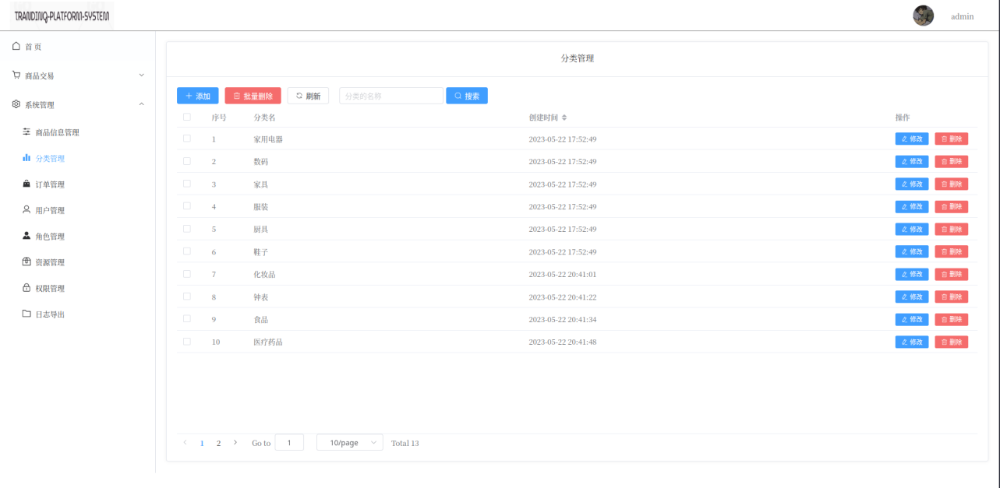 TRANDINQ-PLATFORM-SYSTEM
admin
首页
商品交易
系统管理
商品信息管理
分类管理
订单管理
用户管理
角色管理
资源管理
权限管理
日志导出
分类管理
添加 批量删除 刷新 分类的名称 搜索
序号 分类名 创建时间 操作
1 家用电器 2023-05-22 17:52:49 修改 删除
2 数码 2023-05-22 17:52:49 修改 删除
3 家具 2023-05-22 17:52:49 修改 删除
4 服装 2023-05-22 17:52:49 修改 删除
5 厨具 2023-05-22 17:52:49 修改 删除
6 鞋子 2023-05-22 17:52:49 修改 删除
7 化妆品 2023-05-22 20:41:01 修改 删除
8 钟表 2023-05-22 20:41:22 修改 删除
9 食品 2023-05-22 20:41:34 修改 删除
10 医疗药品 2023-05-22 20:41:48 修改 删除
1 2 Go to 1 10/page Total 13